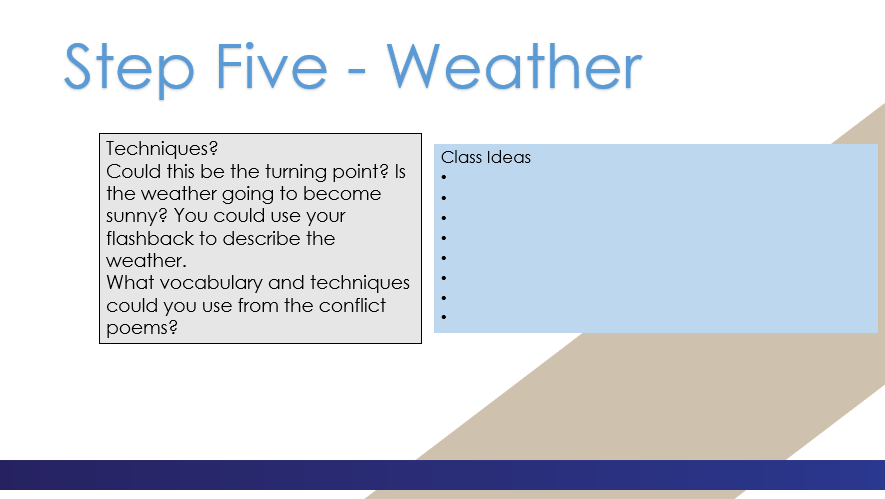 Step Five - Weather
Techniques?
Could this be the turning point? Is
the weather going to become
sunny? You could use your
flashback to describe the
weather.
What vocabulary and techniques
could you use from the conflict
poems?
Class Ideas
•
•
•
•
•
•
•
•